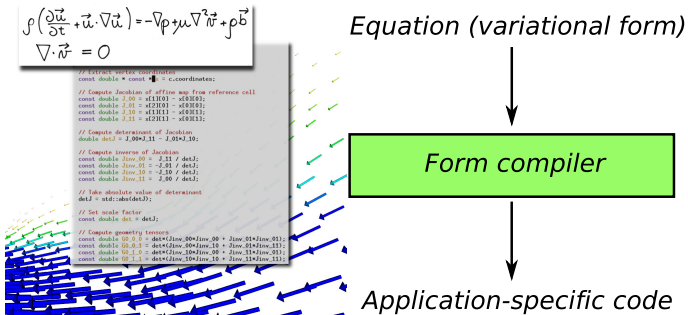 ρ(∂u⃗/∂t + u⃗·∇u⃗) = −∇p + μ∇²v⃗ + ρb⃗
∇·v⃗ = 0
// Extract vertex coordinates
const double * const * = c.coordinates;
// Compute Jacobian of affine map from reference cell
const double J_00 = x[1][0] - x[0][0];
const double J_01 = x[2][0] - x[0][0];
const double J_10 = x[1][1] - x[0][1];
const double J_11 = x[2][1] - x[0][1];
// Compute determinant of Jacobian
double detJ = J_00*J_11 - J_01*J_10;
// Compute inverse of Jacobian
const double Jinv_00 = J_11 / detJ;
const double Jinv_01 = -J_01 / detJ;
const double Jinv_10 = -J_10 / detJ;
const double Jinv_11 = J_00 / detJ;
// Take absolute value of determinant
detJ = std::abs(detJ);
// Set scale factor
const double det = detJ;
// Compute geometry tensors
const double G0_0_0 = det*(Jinv_00*Jinv_00 + Jinv_01*Jinv_01);
const double G0_0_1 = det*(Jinv_00*Jinv_10 + Jinv_01*Jinv_11);
const double G0_1_0 = det*(Jinv_10*Jinv_00 + Jinv_11*Jinv_01);
const double G0_1_1 = det*(Jinv_10*Jinv_10 + Jinv_11*Jinv_11);
Equation (variational form)
Form compiler
Application-specific code